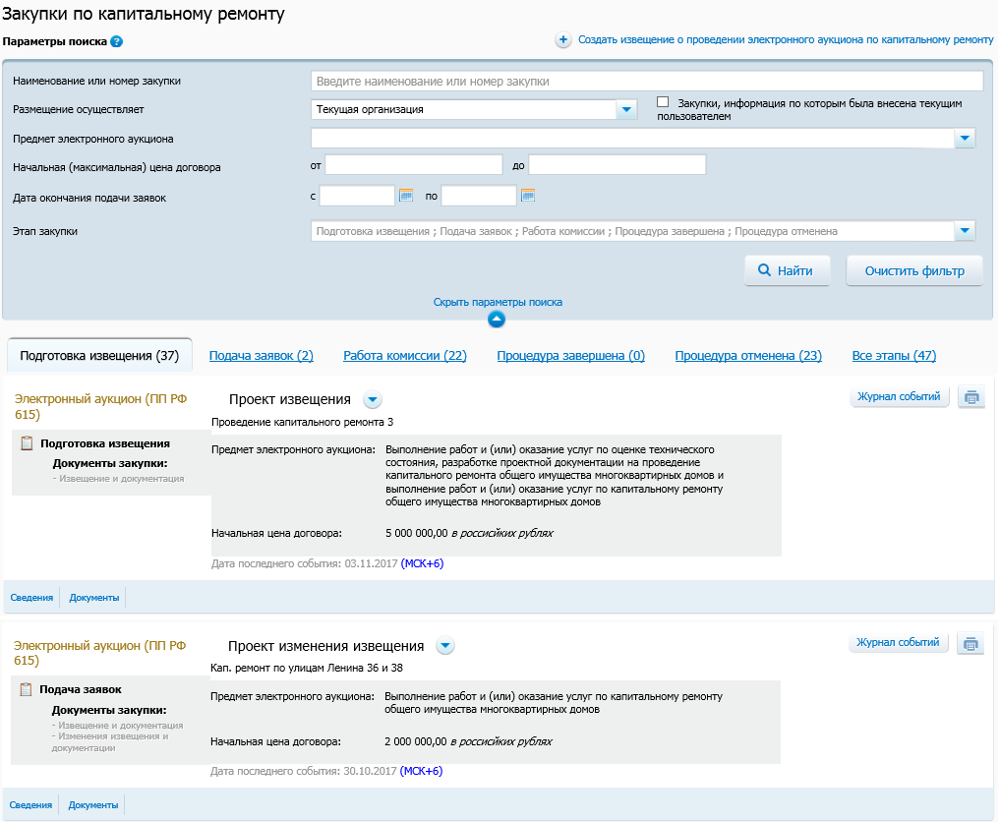 Закупки по капитальному ремонту
Параметры поиска ?
Создать извещение о проведении электронного аукциона по капитальному ремонту
Наименование или номер закупки
Введите наименование или номер закупки
Размещение осуществляет
Текущая организация
Закупки, информация по которым была внесена текущим
пользователем
Предмет электронного аукциона
Начальная (максимальная) цена договора
от
до
Дата окончания подачи заявок
с
по
Этап закупки
Подготовка извещения ; Подача заявок ; Работа комиссии ; Процедура завершена ; Процедура отменена
Найти
Очистить фильтр
Скрыть параметры поиска
Подготовка извещения (37)
Подача заявок (2)
Работа комиссии (22)
Процедура завершена (0)
Процедура отменена (23)
Все этапы (47)
Электронный аукцион (ПП РФ
615)
Проект извещения
Журнал событий
Проведение капитального ремонта 3
Подготовка извещения
Документы закупки:
- Извещение и документация
Предмет электронного аукциона:
Выполнение работ и (или) оказание услуг по оценке технического
состояния, разработке проектной документации на проведение
капитального ремонта общего имущества многоквартирных домов и
выполнение работ и (или) оказание услуг по капитальному ремонту
общего имущества многоквартирных домов
Начальная цена договора:
5 000 000,00 в россисйких рублях
Дата последнего события: 03.11.2017 (МСК+6)
Сведения
Документы
Электронный аукцион (ПП РФ
615)
Проект изменения извещения
Журнал событий
Кап. ремонт по улицам Ленина 36 и 38
Подача заявок
Документы закупки:
- Извещение и документация
- Изменения извещения и
документации
Предмет электронного аукциона:
Выполнение работ и (или) оказание услуг по капитальному ремонту
общего имущества многоквартирных домов
Начальная цена договора:
2 000 000,00 в россисйких рублях
Дата последнего события: 30.10.2017 (МСК+6)
Сведения
Документы